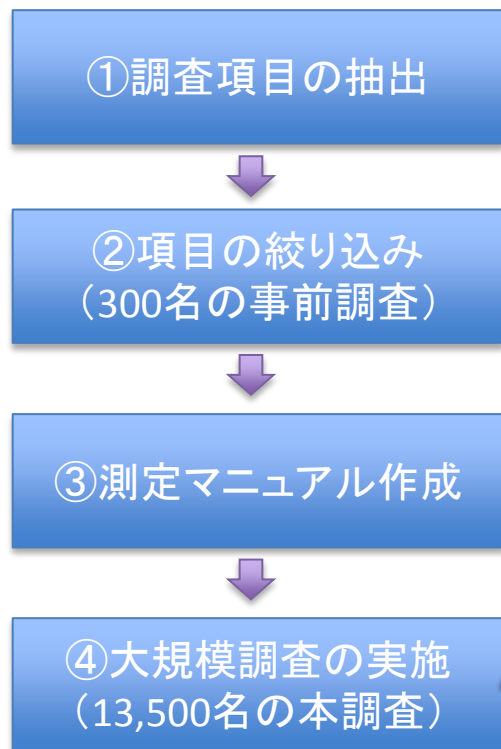 ①調査項目の抽出
②項目の絞り込み
（300名の事前調査）
③測定マニュアル作成
④大規模調査の実施
（13,500名の本調査）